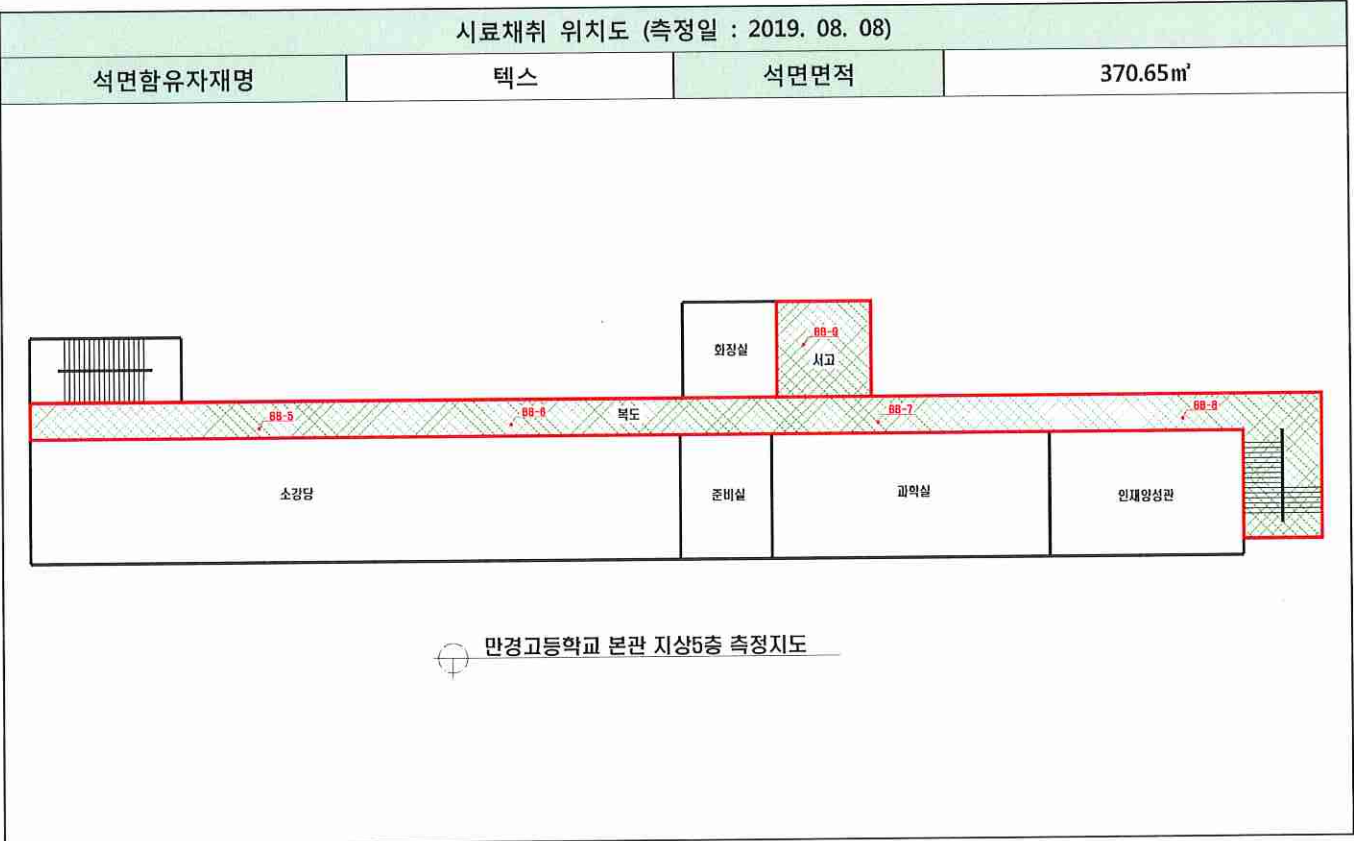 시료채취 위치도 (측정일 : 2019. 08. 08)
석면함유자재명 텍스 석면면적 370.65㎡
화장실
BB-9
서고
BB-5
BB-6
복도
BB-7
BB-8
소강당
준비실
과학실
인재양성관
만경고등학교 본관 지상5층 측정지도